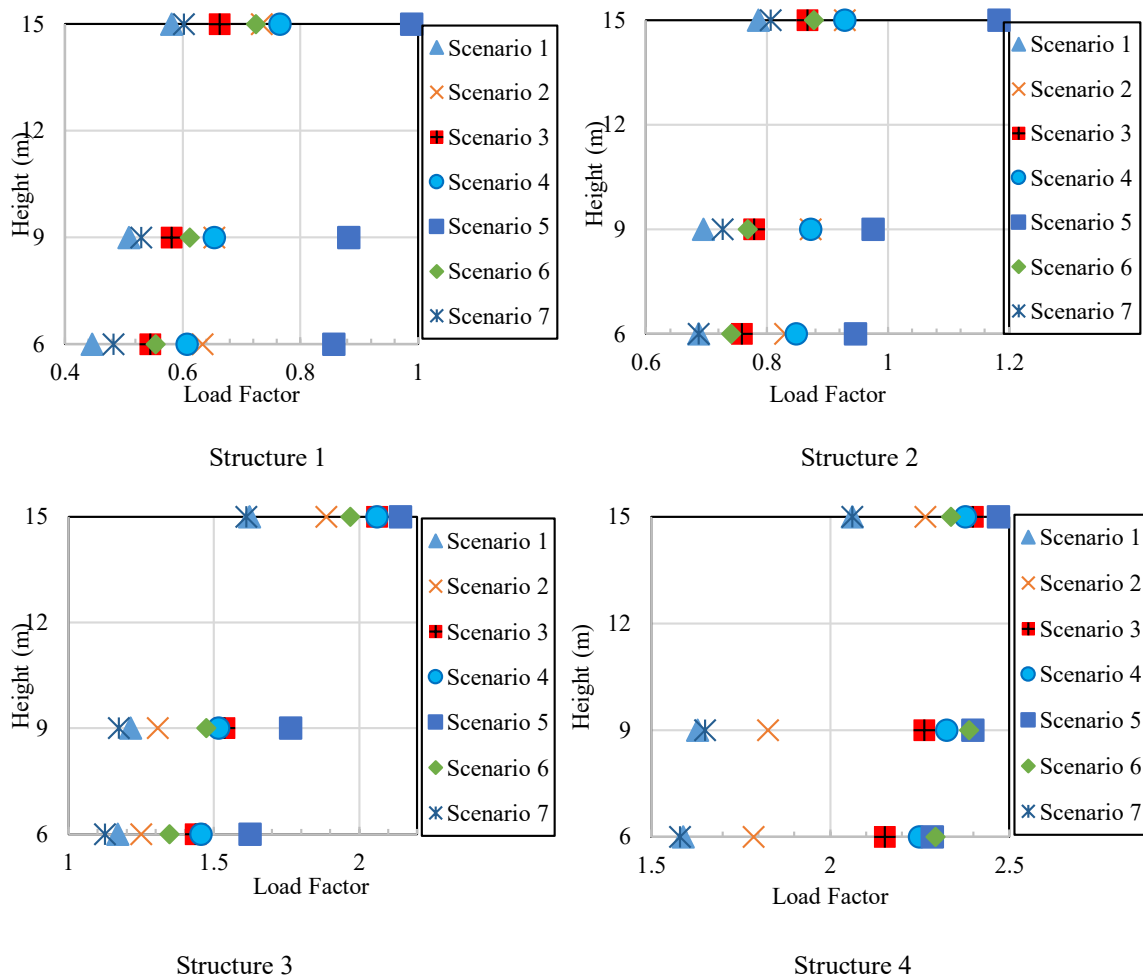 15
12
9
6
Height (m)
0.4
0.6
0.8
1
Load Factor
Scenario 1
Scenario 2
Scenario 3
Scenario 4
Scenario 5
Scenario 6
Scenario 7
Structure 1
15
12
9
6
Height (m)
0.6
0.8
1
1.2
Load Factor
Scenario 1
Scenario 2
Scenario 3
Scenario 4
Scenario 5
Scenario 6
Scenario 7
Structure 2
15
12
9
6
Height (m)
1
1.5
2
Load Factor
Scenario 1
Scenario 2
Scenario 3
Scenario 4
Scenario 5
Scenario 6
Scenario 7
Structure 3
15
12
9
6
Height (m)
1.5
2
2.5
Load Factor
Scenario 1
Scenario 2
Scenario 3
Scenario 4
Scenario 5
Scenario 6
Scenario 7
Structure 4